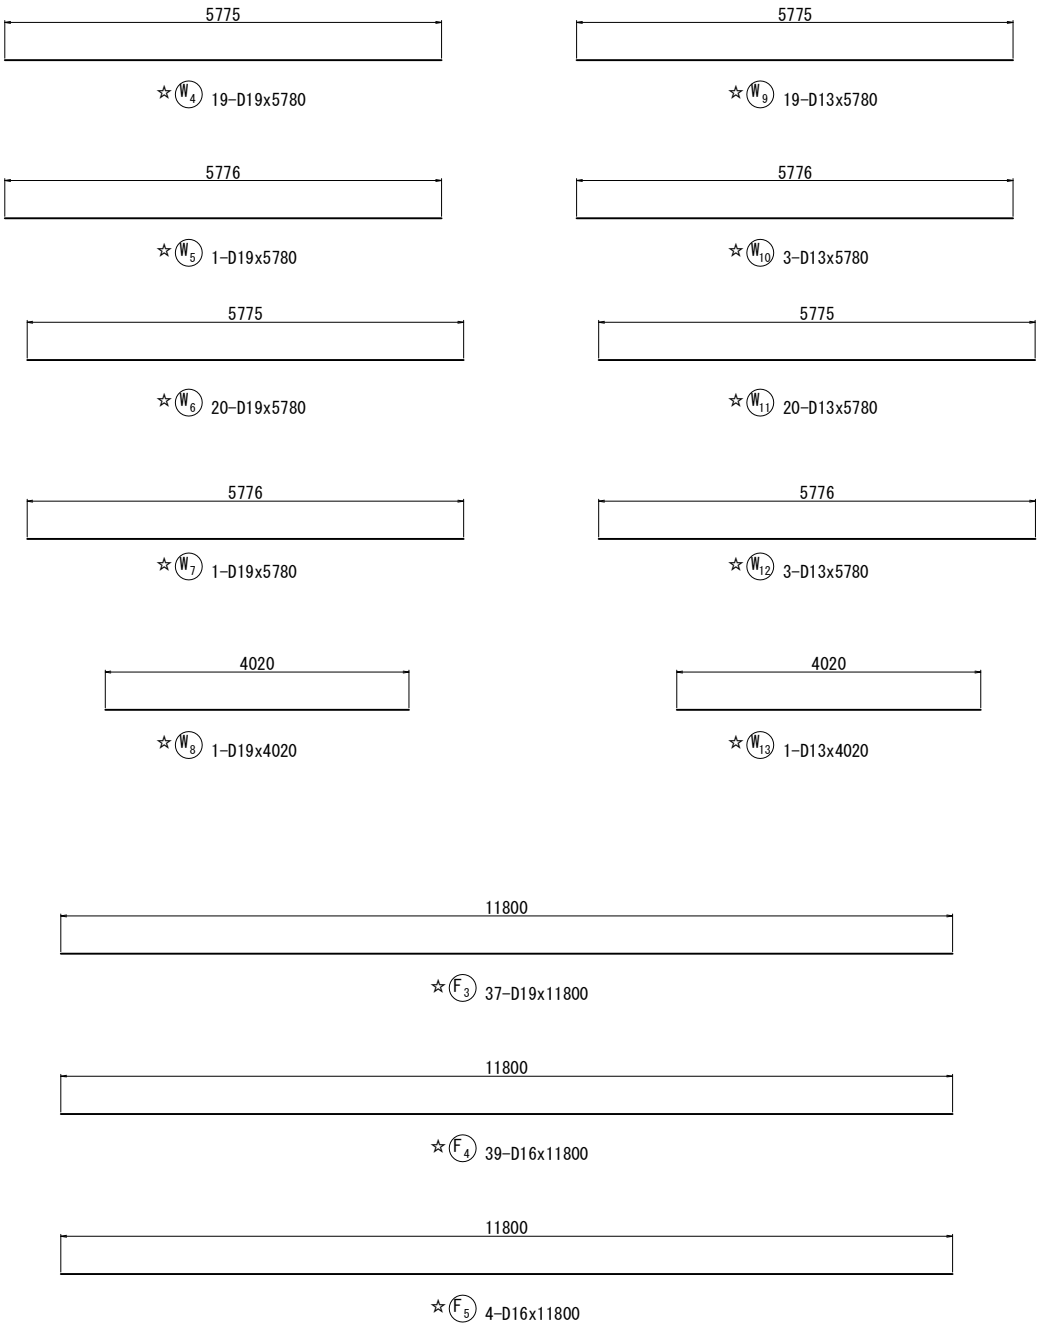 5775
5775
☆ W4 19-D19x5780
☆ W9 19-D13x5780
5776
5776
☆ W5 1-D19x5780
☆ W10 3-D13x5780
5775
5775
☆ W6 20-D19x5780
☆ W11 20-D13x5780
5776
5776
☆ W7 1-D19x5780
☆ W12 3-D13x5780
4020
4020
☆ W8 1-D19x4020
☆ W13 1-D13x4020
11800
☆ F3 37-D19x11800
11800
☆ F4 39-D16x11800
11800
☆ F5 4-D16x11800